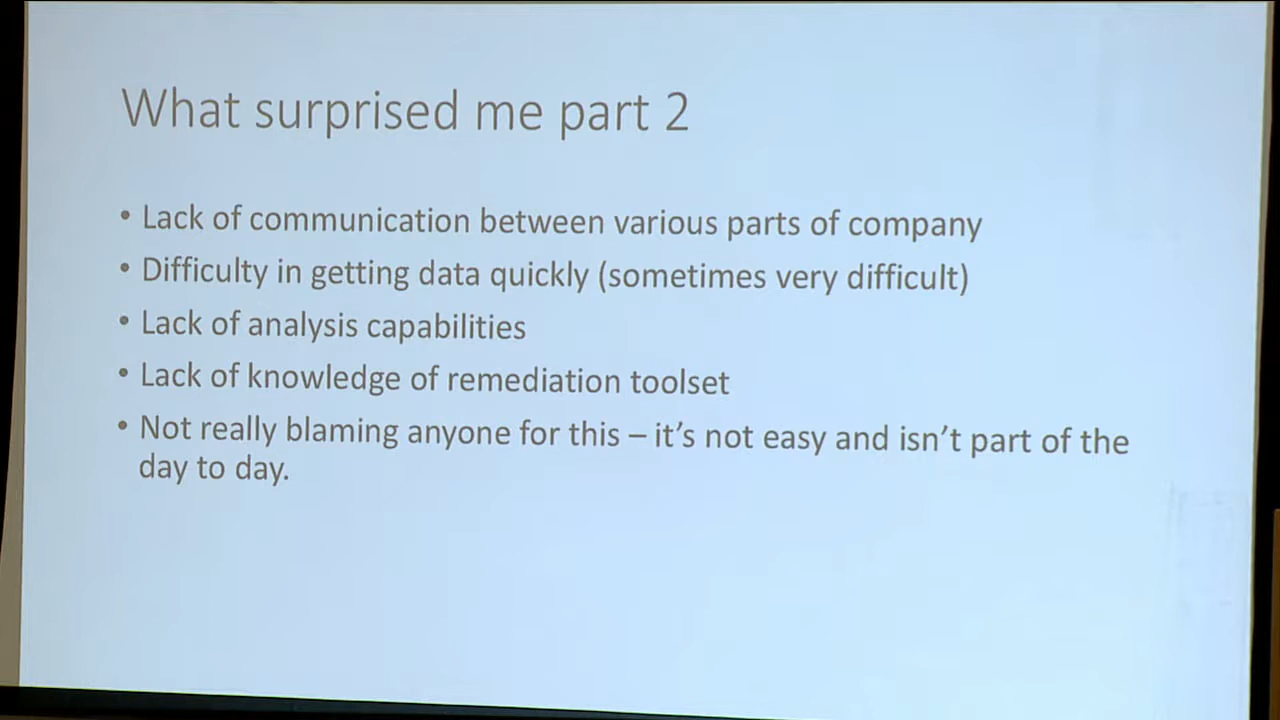 What surprised me part 2
• Lack of communication between various parts of company
• Difficulty in getting data quickly (sometimes very difficult)
• Lack of analysis capabilities
• Lack of knowledge of remediation toolset
• Not really blaming anyone for this – it’s not easy and isn’t part of the
day to day.